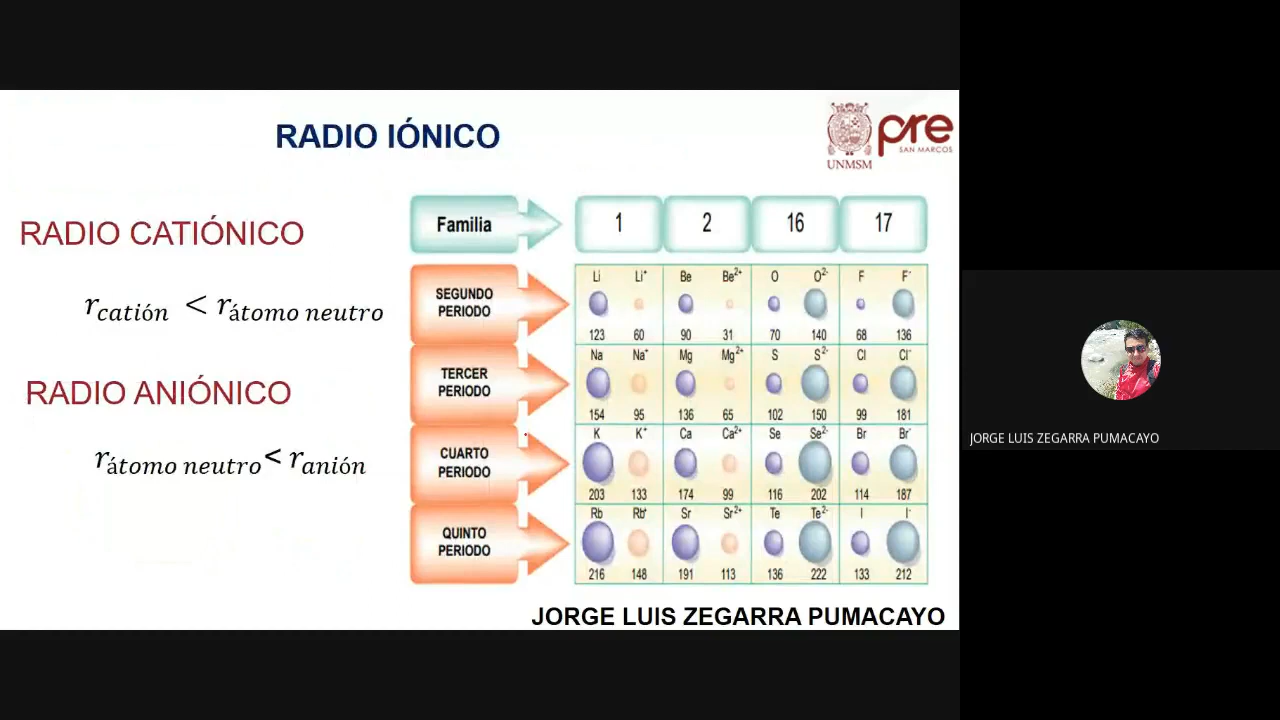 RADIO IÓNICO
pre
SAN MARCOS
UNMSM
RADIO CATIÓNICO
r catión < r átomo neutro
RADIO ANIÓNICO
r átomo neutro < r anión
Familia 1 2 16 17
SEGUNDO
PERIODO
Li Li⁺ Be Be²⁺ O O²⁻ F F⁻
123 60 90 31 70 140 68 136
TERCER
PERIODO
Na Na⁺ Mg Mg²⁺ S S²⁻ Cl Cl⁻
154 95 136 65 102 150 99 181
CUARTO
PERIODO
K K⁺ Ca Ca²⁺ Se Se²⁻ Br Br⁻
203 133 174 99 116 202 114 187
QUINTO
PERIODO
Rb Rb⁺ Sr Sr²⁺ Te Te²⁻ I I⁻
216 148 191 113 136 222 133 212
JORGE LUIS ZEGARRA PUMACAYO
JORGE LUIS ZEGARRA PUMACAYO